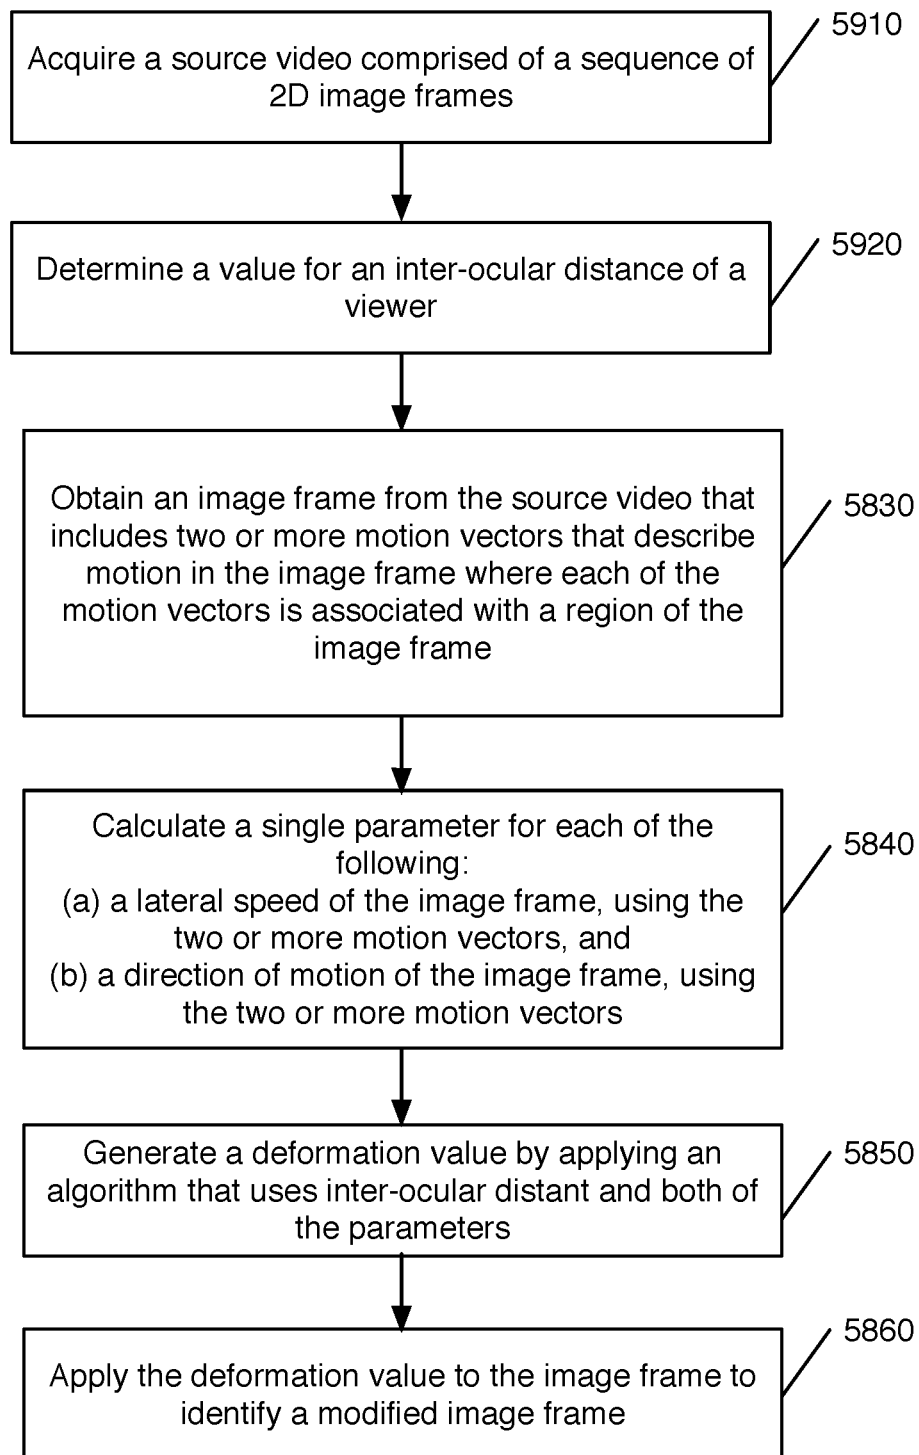 5910
Acquire a source video comprised of a sequence of
2D image frames
5920
Determine a value for an inter-ocular distance of a
viewer
5830
Obtain an image frame from the source video that
includes two or more motion vectors that describe
motion in the image frame where each of the
motion vectors is associated with a region of the
image frame
5840
Calculate a single parameter for each of the
following:
(a) a lateral speed of the image frame, using the
two or more motion vectors, and
(b) a direction of motion of the image frame, using
the two or more motion vectors
5850
Generate a deformation value by applying an
algorithm that uses inter-ocular distant and both of
the parameters
5860
Apply the deformation value to the image frame to
identify a modified image frame